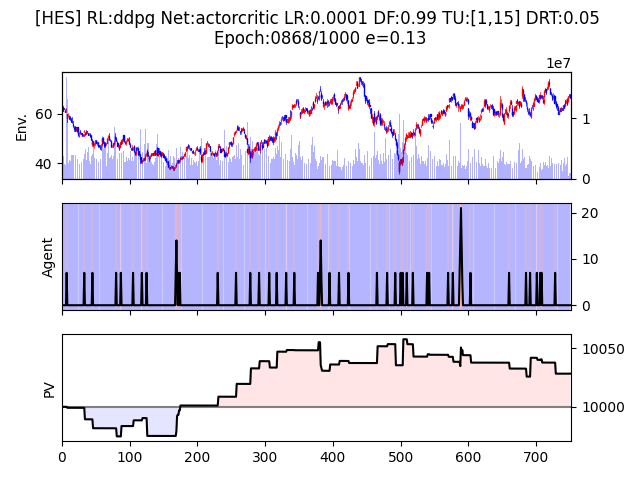 [HES] RL:ddpg Net:actorcritic LR:0.0001 DF:0.99 TU:[1,15] DRT:0.05
Epoch:0868/1000 e=0.13
1e7
Env.
60
40
1
0
Agent
20
10
0
PV
10050
10000
0 100 200 300 400 500 600 700